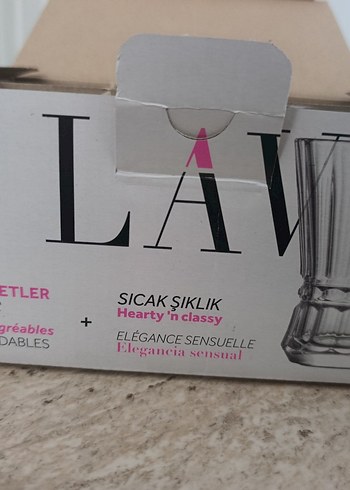 LAV
ETLER
gréables
DABLES
+
SICAK ŞIKLIK
Hearty 'n classy
ELÉGANCE SENSUELLE
Elegancia sensual